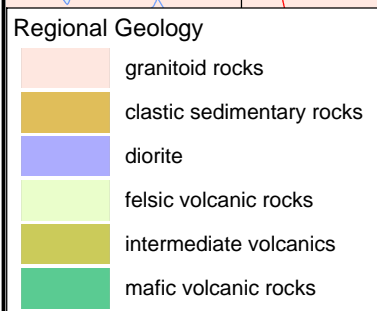 Regional Geology
granitoid rocks
clastic sedimentary rocks
diorite
felsic volcanic rocks
intermediate volcanics
mafic volcanic rocks